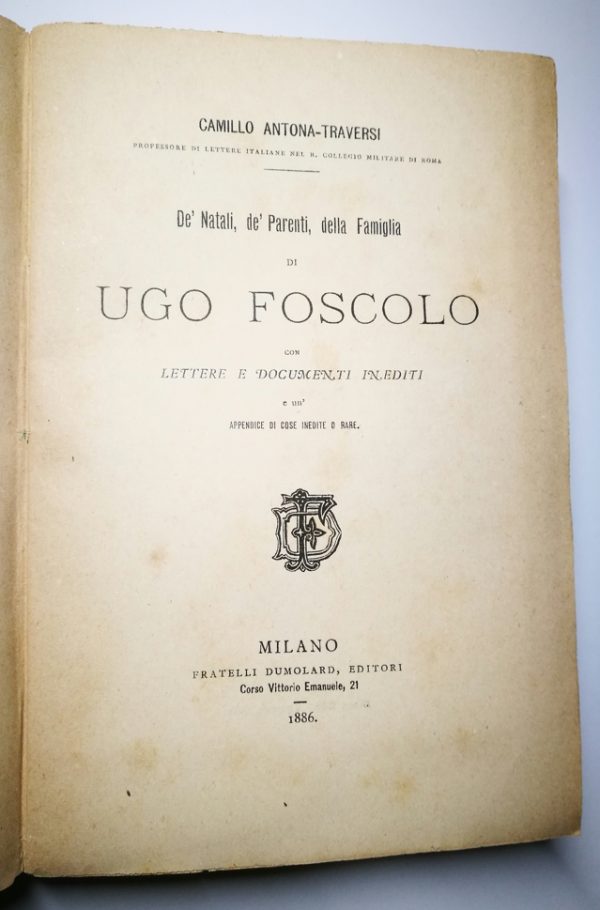 CAMILLO ANTONA-TRAVERSI
PROFESSORE DI LETTERE ITALIANE NEL R. COLLEGIO MILITARE DI ROMA
De' Natali, de' Parenti, della Famiglia
DI
UGO FOSCOLO
CON
LETTERE E DOCUMENTI INEDITI
e un'
APPENDICE DI COSE INEDITE O RARE.
FD
MILANO
FRATELLI DUMOLARD, EDITORI
Corso Vittorio Emanuele, 21
1886.